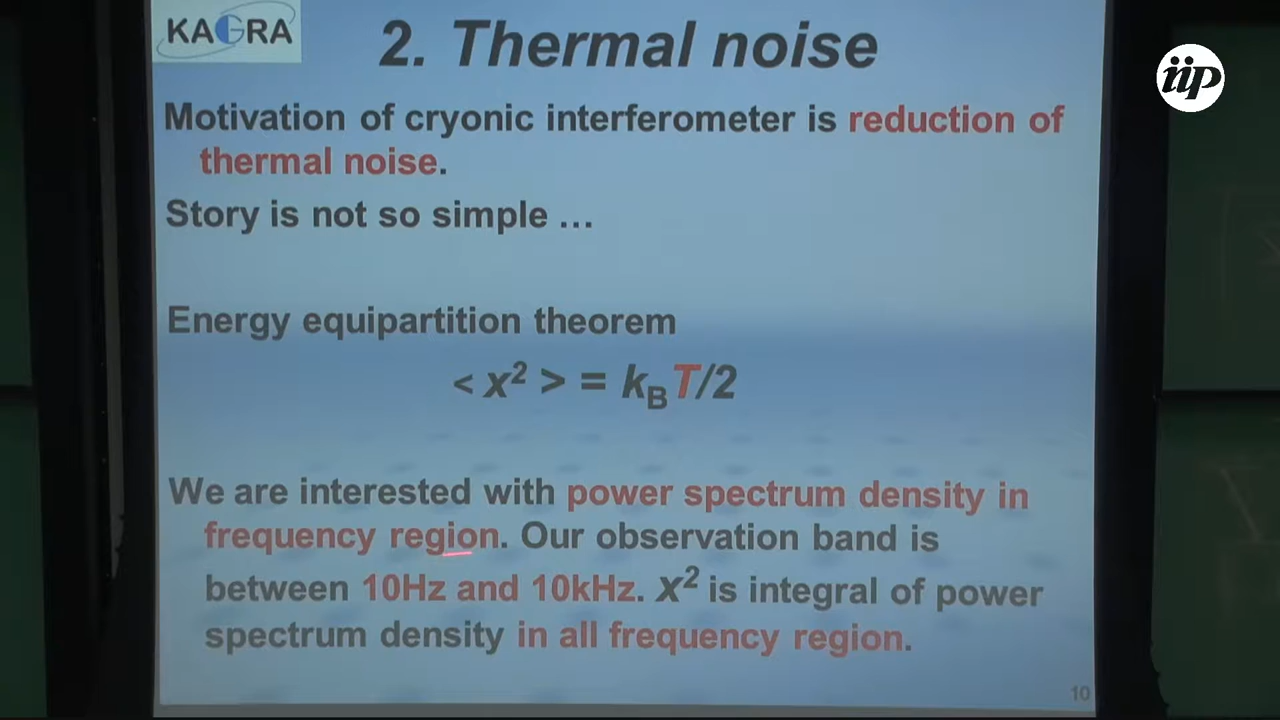 KAGRA
2. Thermal noise
iip
Motivation of cryonic interferometer is reduction of
thermal noise.
Story is not so simple …
Energy equipartition theorem
< x² > = k_B T/2
We are interested with power spectrum density in
frequency region. Our observation band is
between 10Hz and 10kHz. x² is integral of power
spectrum density in all frequency region.
10